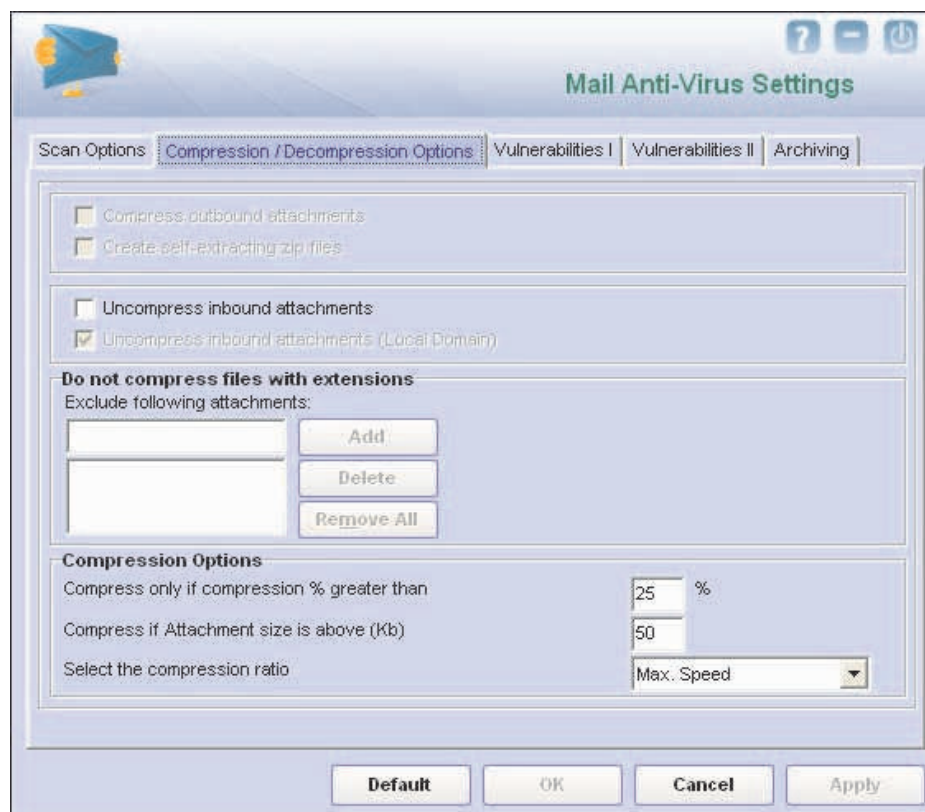 ?
Mail Anti-Virus Settings
Scan Options Compression / Decompression Options Vulnerabilities I Vulnerabilities II Archiving
Compress outbound attachments
Create self-extracting zip files
Uncompress inbound attachments
Uncompress inbound attachments (Local Domain)
Do not compress files with extensions
Exclude following attachments:
Add
Delete
Remove All
Compression Options
Compress only if compression % greater than 25 %
Compress if Attachment size is above (Kb) 50
Select the compression ratio Max. Speed
Default OK Cancel Apply